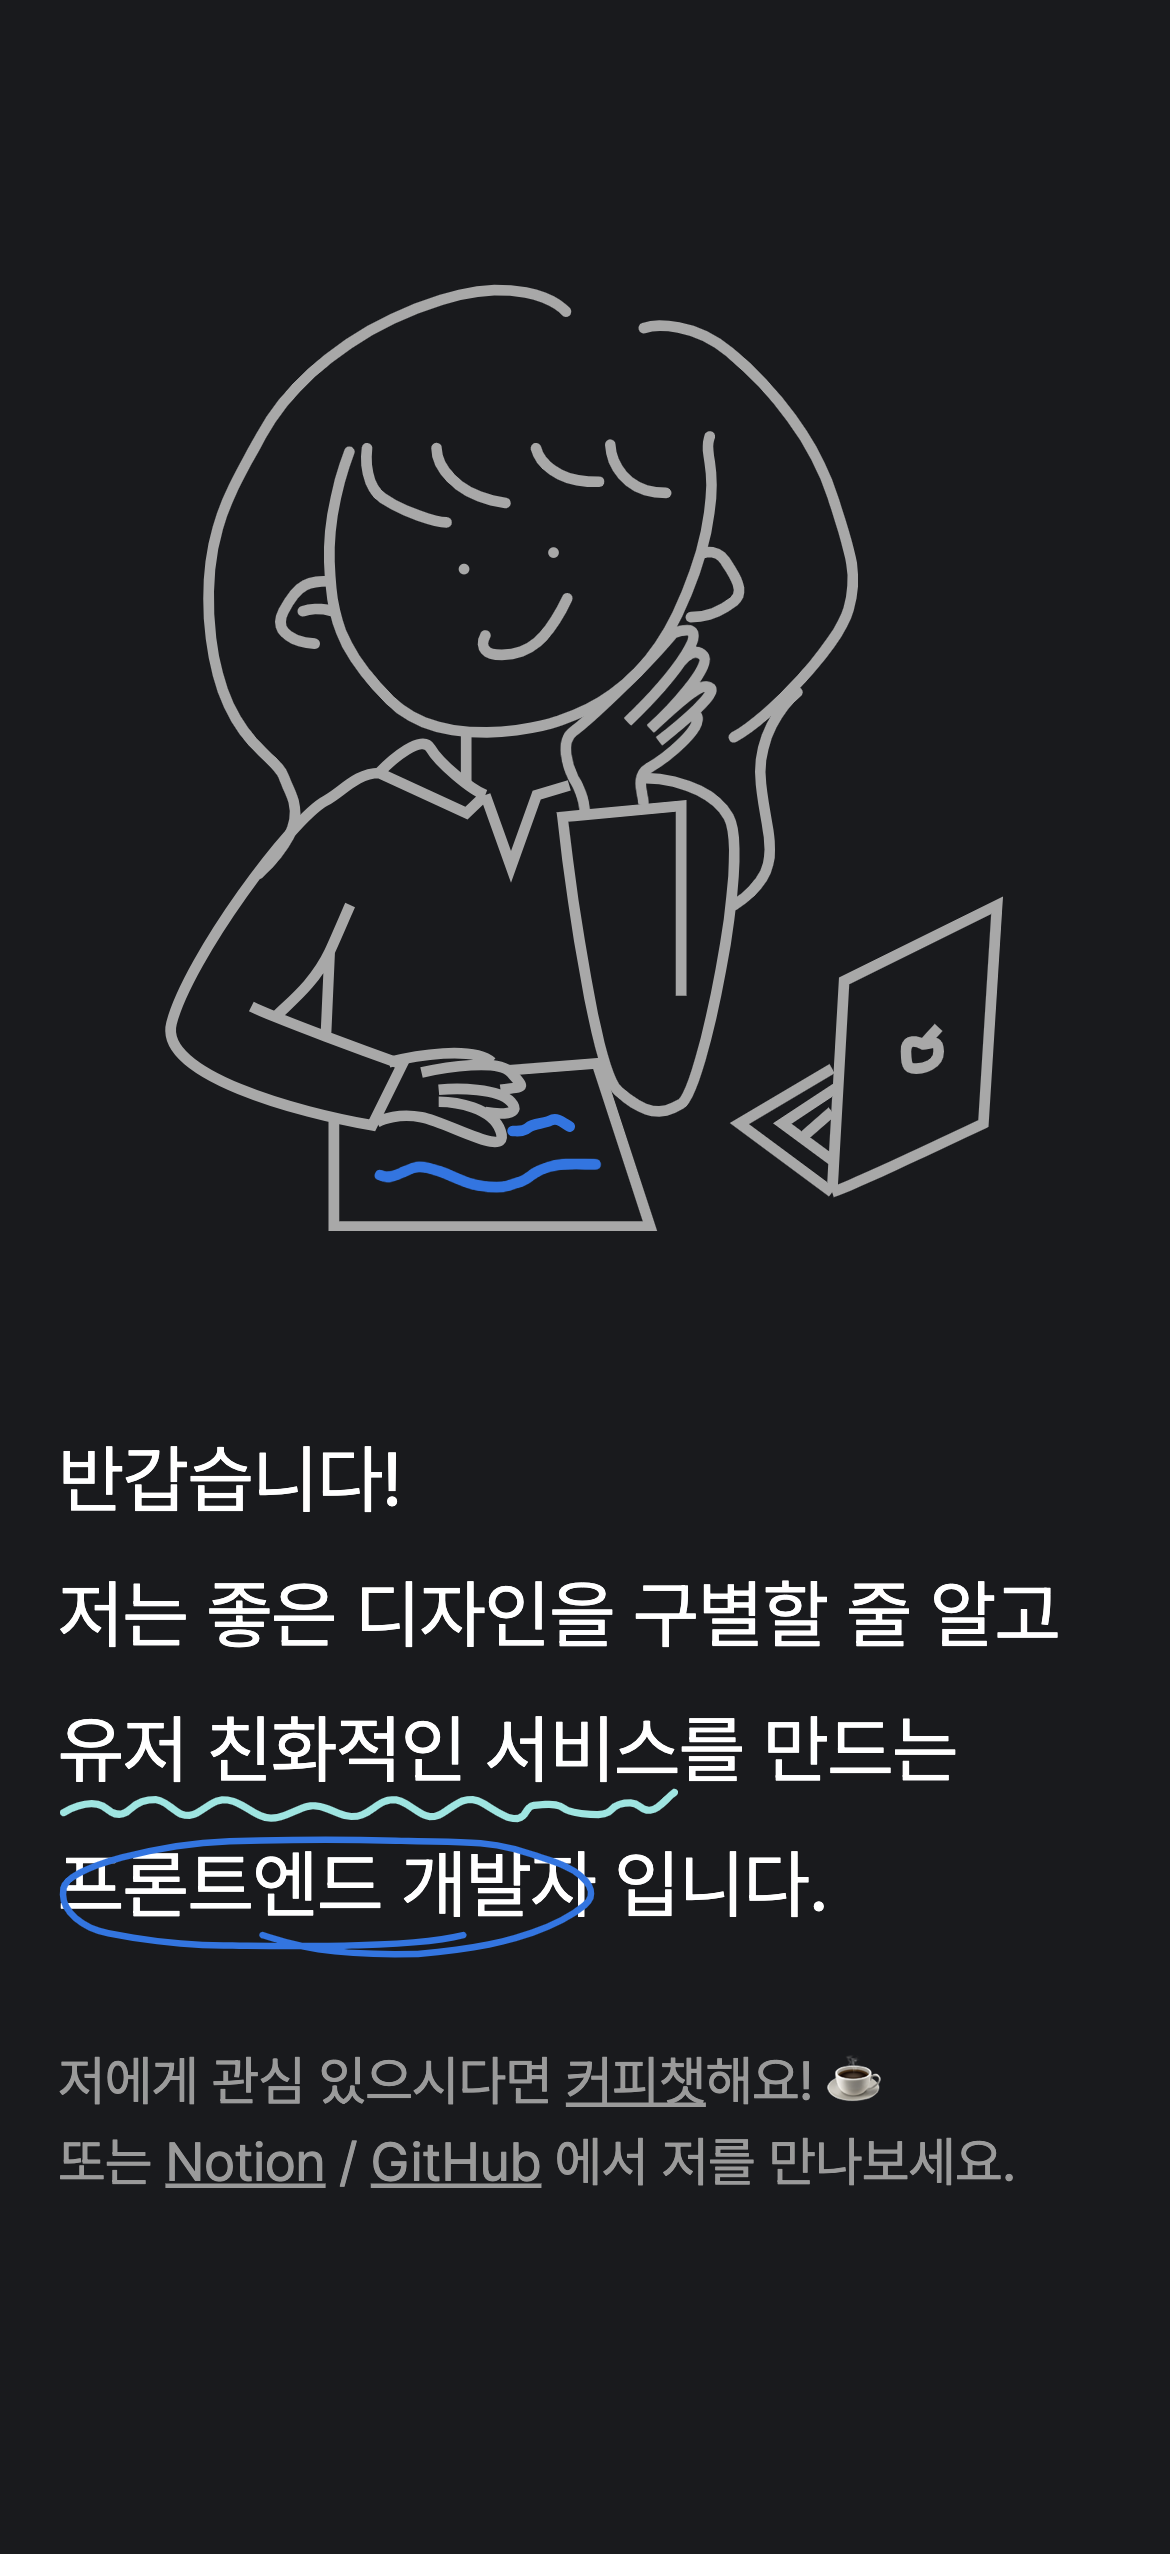 반갑습니다!
저는 좋은 디자인을 구별할 줄 알고
유저 친화적인 서비스를 만드는
프론트엔드 개발자 입니다.
저에게 관심 있으시다면 커피챗해요! ☕
또는 Notion / GitHub 에서 저를 만나보세요.